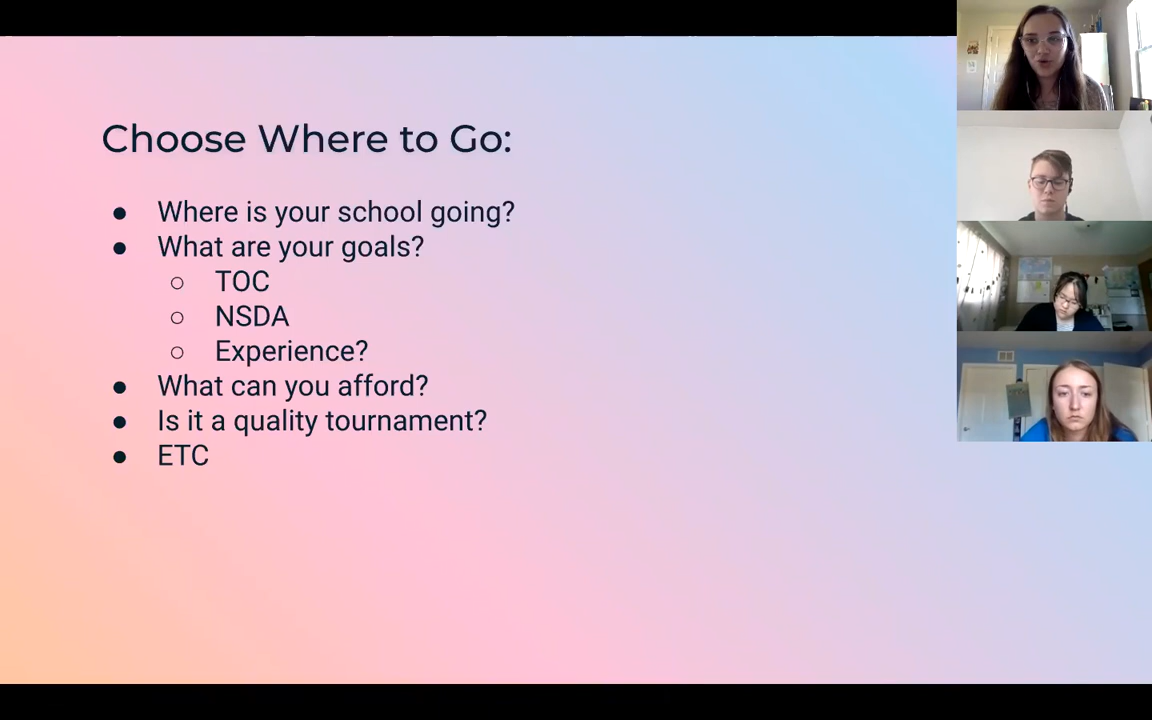 Choose Where to Go:
● Where is your school going?
● What are your goals?
○ TOC
○ NSDA
○ Experience?
● What can you afford?
● Is it a quality tournament?
● ETC